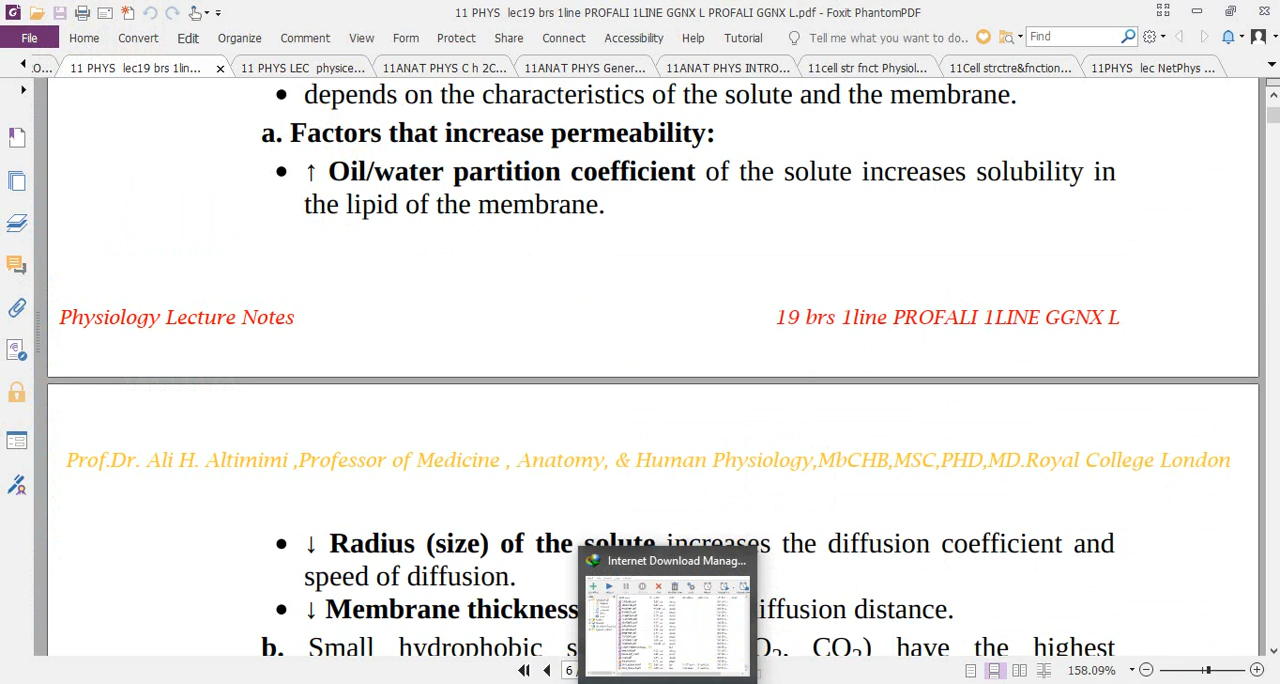 11 PHYS lec19 brs 1line PROFALI 1LINE GGNX L PROFALI GGNX L.pdf - Foxit PhantomPDF
File Home Convert Edit Organize Comment View Form Protect Share Connect Accessibility Help Tutorial Tell me what you want to do.. Find
O... 11 PHYS lec19 brs 1lin... 11 PHYS LEC physice... 11ANAT PHYS C h 2C... 11ANAT PHYS Gener... 11ANAT PHYS INTRO... 11cell str fnct Physiol... 11Cell strctre&fnction... 11PHYS lec NetPhys ...
depends on the characteristics of the solute and the membrane.
a. Factors that increase permeability:
• ↑ Oil/water partition coefficient of the solute increases solubility in
the lipid of the membrane.
Physiology Lecture Notes 19 brs 1line PROFALI 1LINE GGNX L
Prof.Dr. Ali H. Altimimi ,Professor of Medicine , Anatomy, & Human Physiology,MbCHB,MSC,PHD,MD.Royal College London
• ↓ Radius (size) of the solute increases the diffusion coefficient and
speed of diffusion.
Internet Download Manag...
• ↓ Membrane thickness diffusion distance.
b. Small hydrophobic s O₂, CO₂) have the highest
6
158.09%